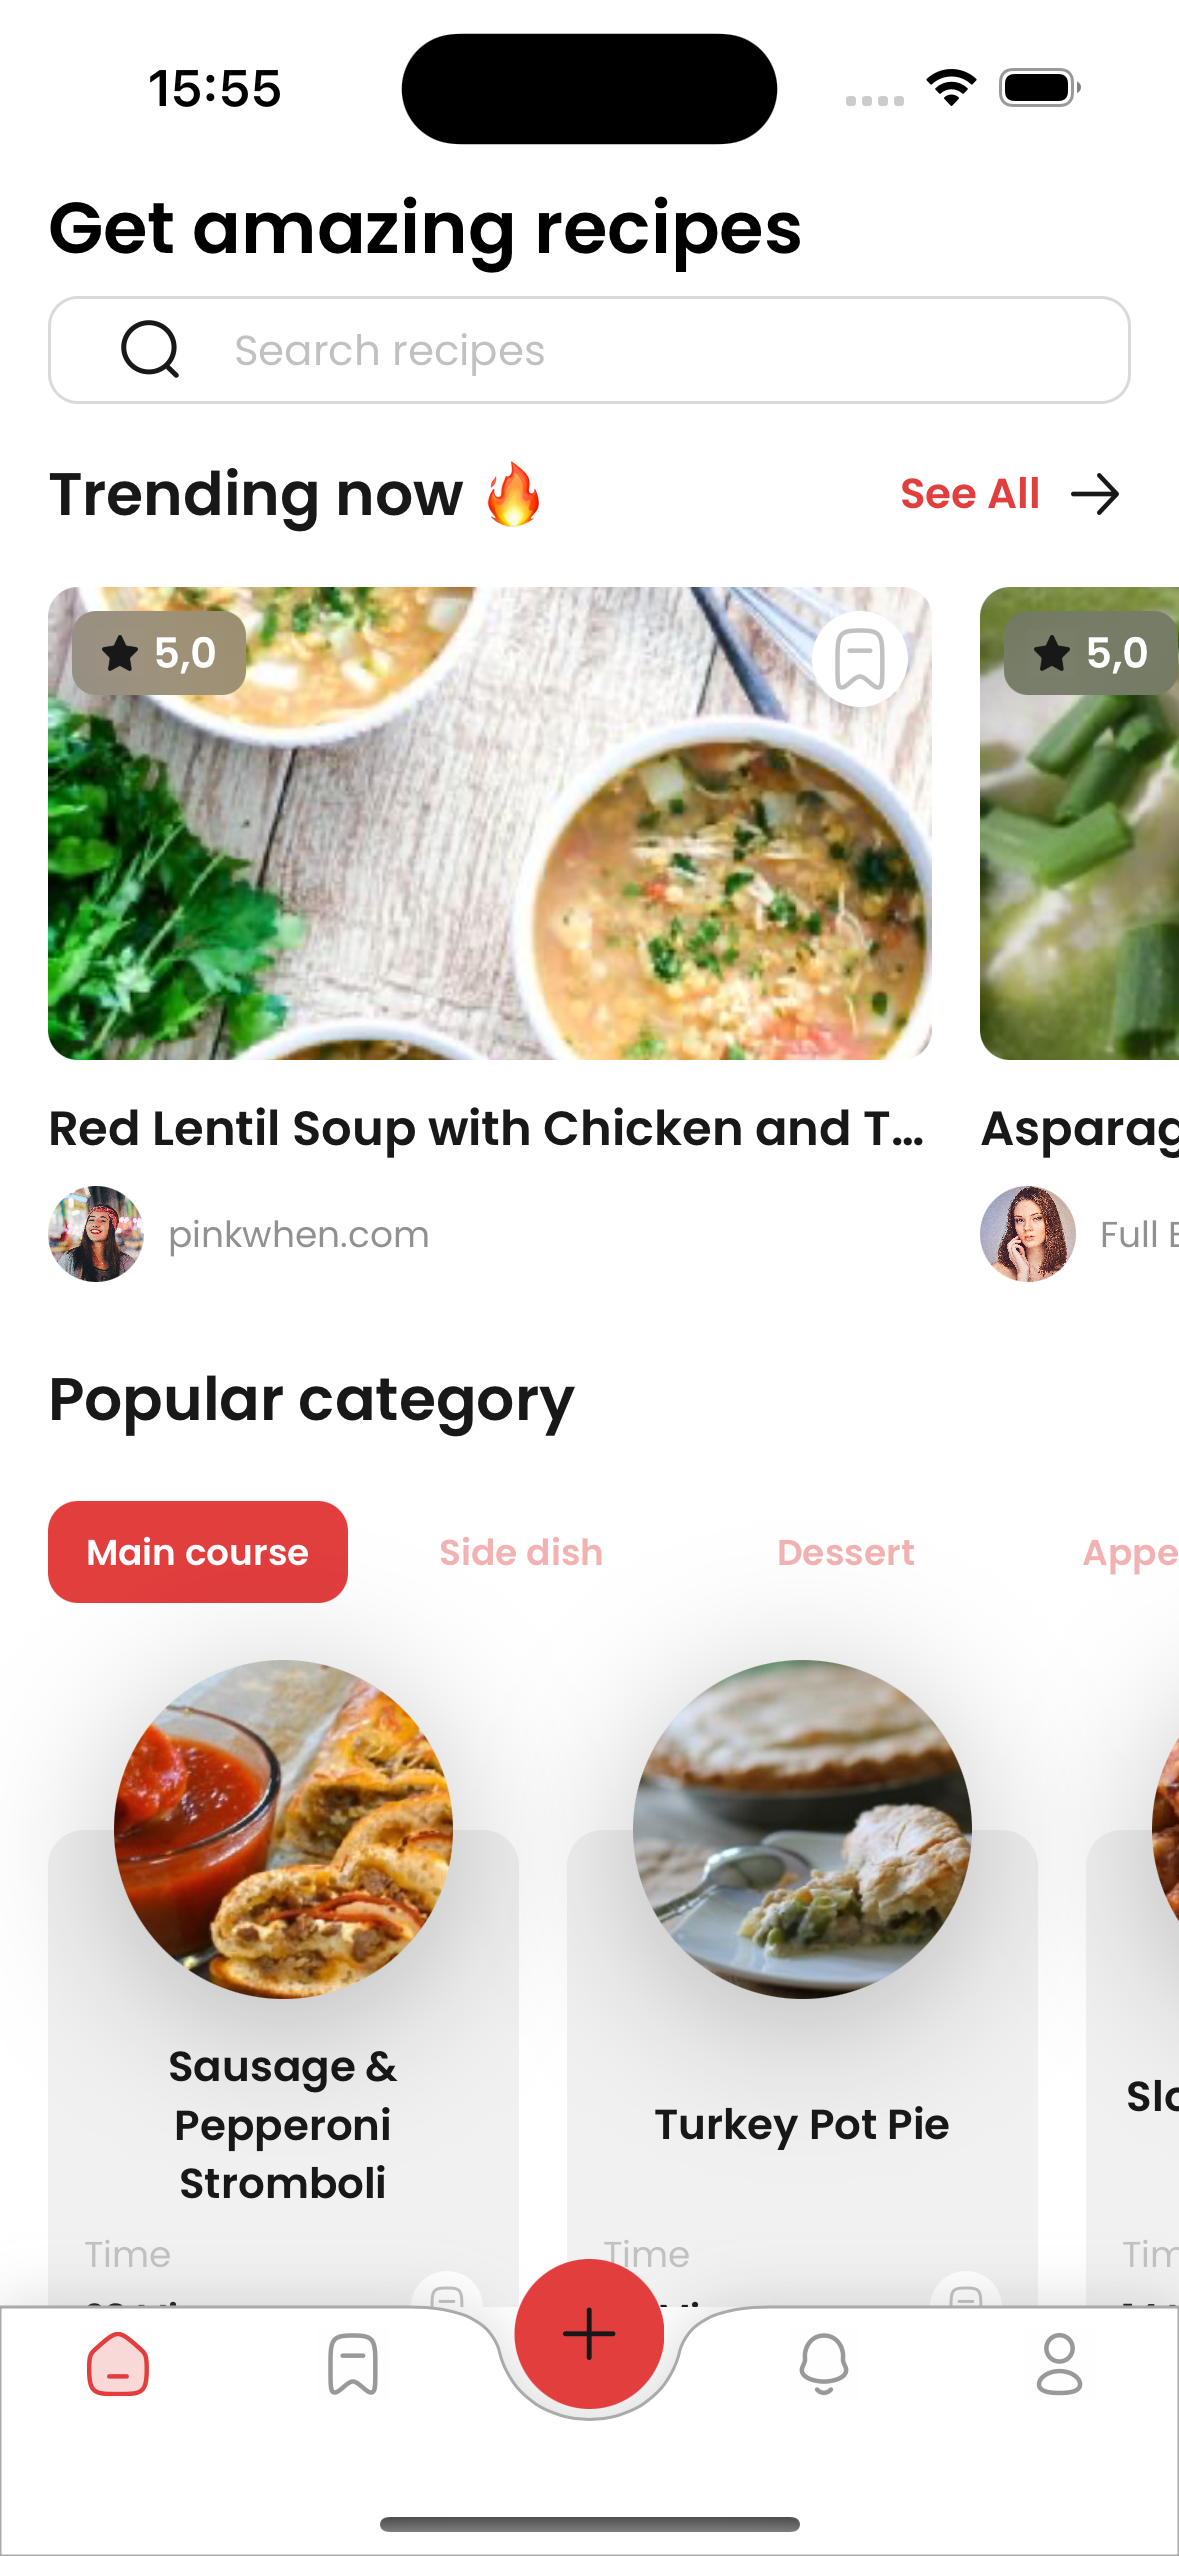 15:55
Get amazing recipes
Search recipes
Trending now 🔥
See All
5,0
5,0
Red Lentil Soup with Chicken and T...
Asparag
pinkwhen.com
Full
Popular category
Main course
Side dish
Dessert
Appe
Sausage &
Pepperoni
Stromboli
Turkey Pot Pie
Slo
Time
Time
Tim